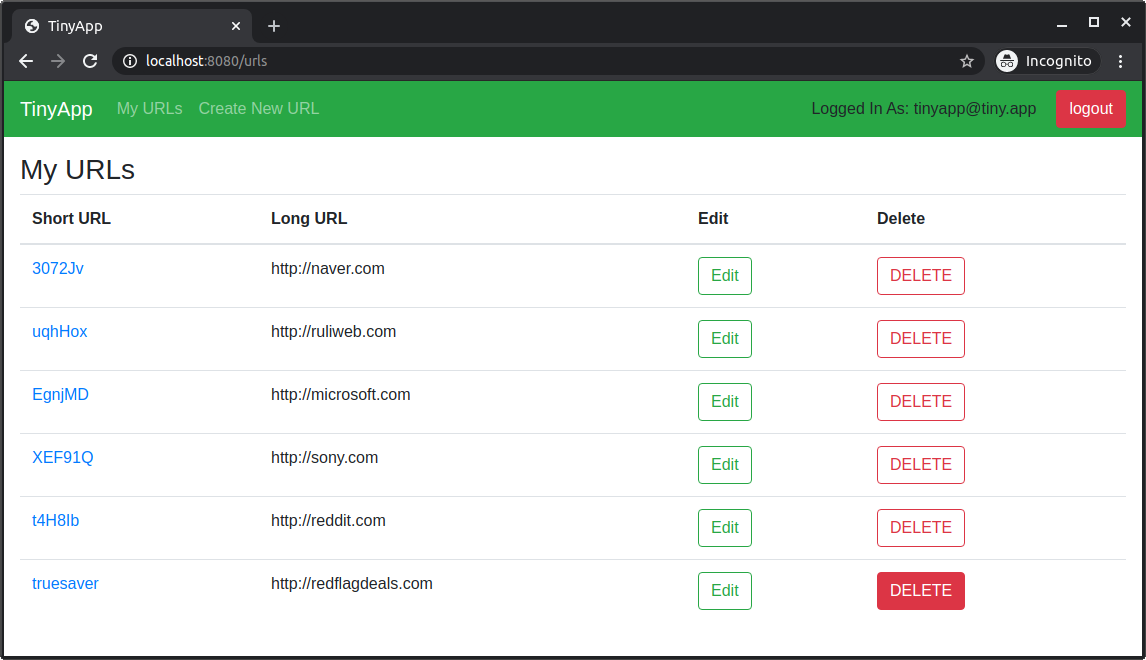 TinyApp
localhost:8080/urls
Incognito
TinyApp My URLs Create New URL Logged In As: tinyapp@tiny.app logout
My URLs
Short URL Long URL Edit Delete
3072Jv http://naver.com Edit DELETE
uqhHox http://ruliweb.com Edit DELETE
EgnjMD http://microsoft.com Edit DELETE
XEF91Q http://sony.com Edit DELETE
t4H8Ib http://reddit.com Edit DELETE
truesaver http://redflagdeals.com Edit DELETE